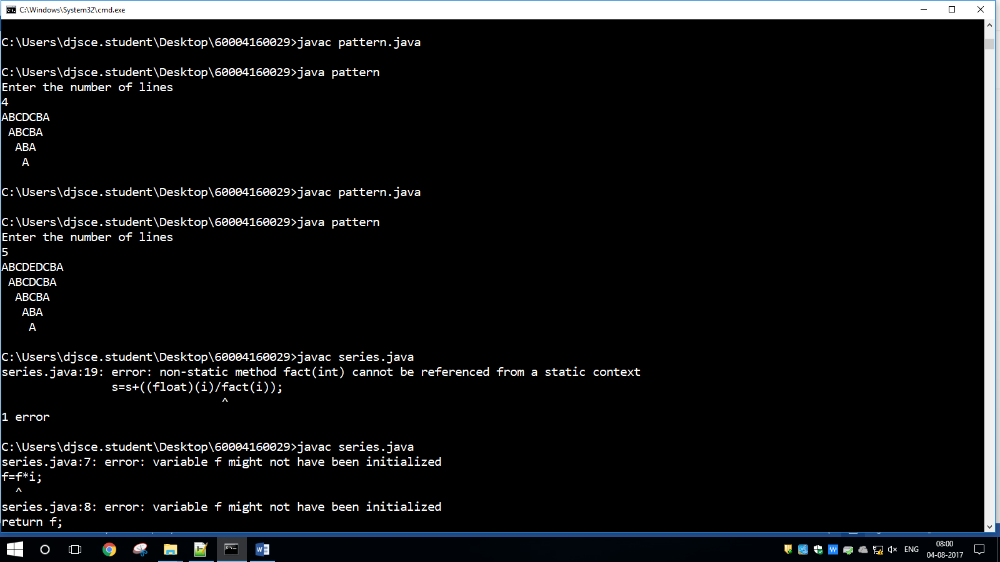 C:\Windows\System32\cmd.exe
C:\Users\djsce.student\Desktop\60004160029>javac pattern.java
C:\Users\djsce.student\Desktop\60004160029>java pattern
Enter the number of lines
4
ABCDCBA
ABCBA
ABA
A
C:\Users\djsce.student\Desktop\60004160029>javac pattern.java
C:\Users\djsce.student\Desktop\60004160029>java pattern
Enter the number of lines
5
ABCDEDCBA
ABCDCBA
ABCBA
ABA
A
C:\Users\djsce.student\Desktop\60004160029>javac series.java
series.java:19: error: non-static method fact(int) cannot be referenced from a static context
s=s+((float)(i)/fact(i));
^
1 error
C:\Users\djsce.student\Desktop\60004160029>javac series.java
series.java:7: error: variable f might not have been initialized
f=f*i;
^
series.java:8: error: variable f might not have been initialized
return f;
ENG
08:00
04-08-2017